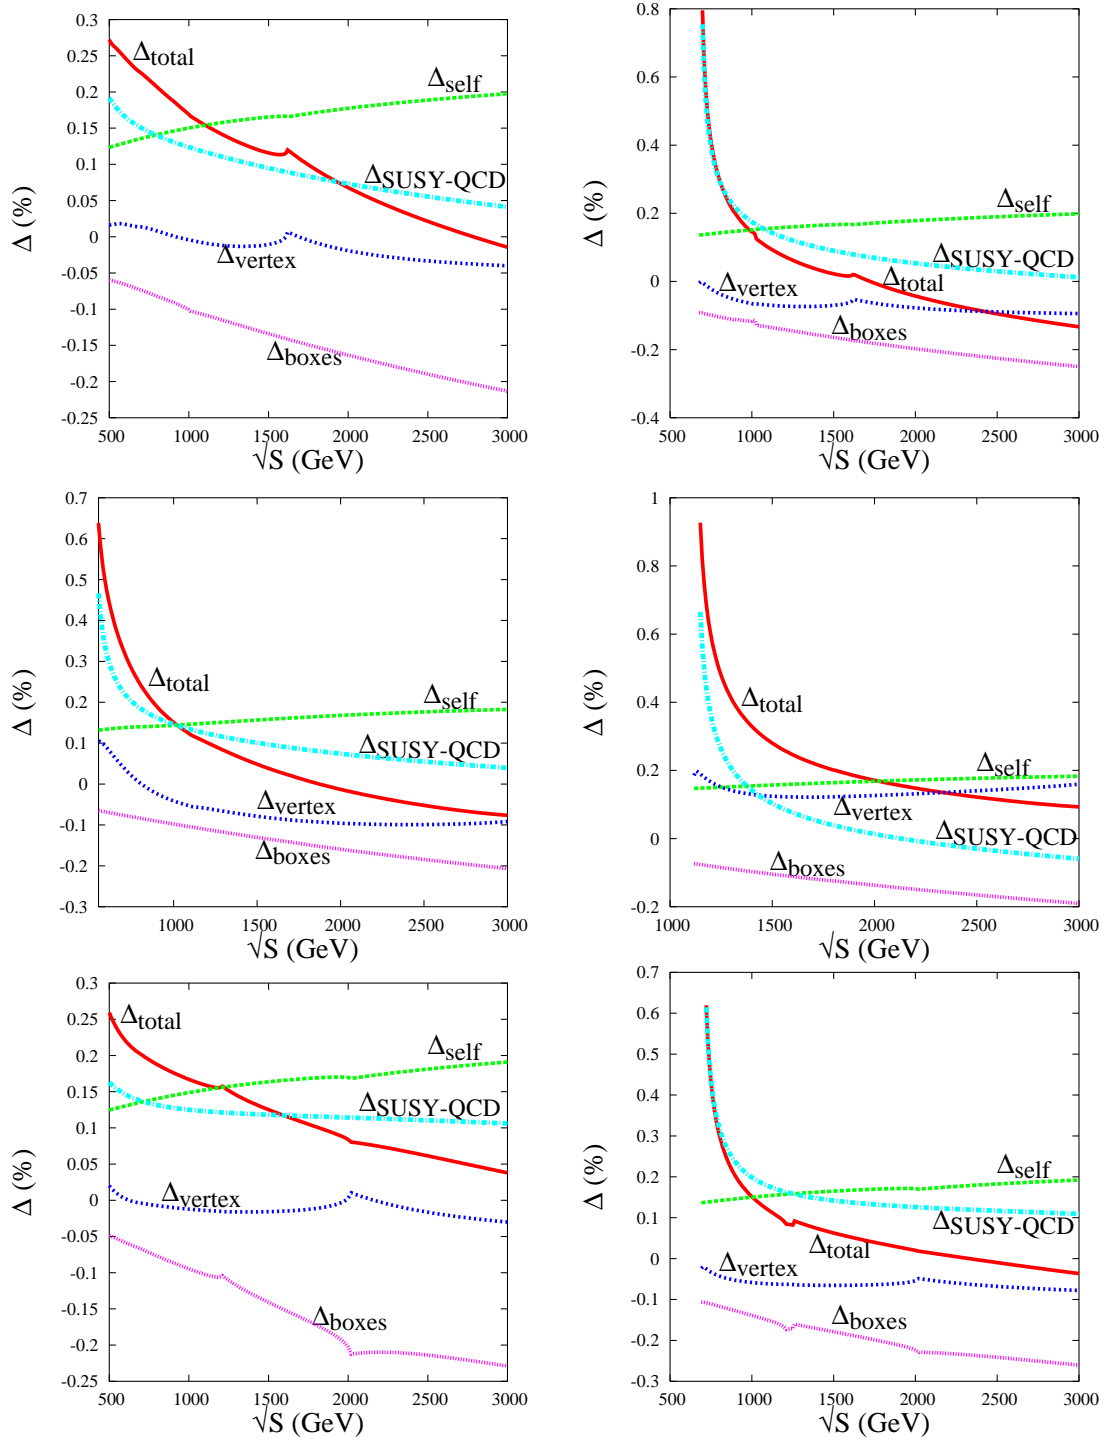 0.3
0.25
0.2
0.15
0.1
0.05
0
-0.05
-0.1
-0.15
-0.2
-0.25
Δ (%)
Δtotal
Δself
ΔSUSY-QCD
Δvertex
Δboxes
500 1000 1500 2000 2500 3000
√S (GeV)
0.8
0.6
0.4
0.2
0
-0.2
-0.4
Δ (%)
Δself
ΔSUSY-QCD
Δtotal
Δvertex
Δboxes
500 1000 1500 2000 2500 3000
√S (GeV)
0.7
0.6
0.5
0.4
0.3
0.2
0.1
0
-0.1
-0.2
-0.3
Δ (%)
Δtotal
Δself
ΔSUSY-QCD
Δvertex
Δboxes
1000 1500 2000 2500 3000
√S (GeV)
1
0.8
0.6
0.4
0.2
0
-0.2
Δ (%)
Δtotal
Δself
Δvertex
ΔSUSY-QCD
Δboxes
1000 1500 2000 2500 3000
√S (GeV)
0.3
0.25
0.2
0.15
0.1
0.05
0
-0.05
-0.1
-0.15
-0.2
-0.25
Δ (%)
Δtotal
Δself
ΔSUSY-QCD
Δvertex
Δboxes
500 1000 1500 2000 2500 3000
√S (GeV)
0.7
0.6
0.5
0.4
0.3
0.2
0.1
0
-0.1
-0.2
-0.3
Δ (%)
Δself
ΔSUSY-QCD
Δtotal
Δvertex
Δboxes
500 1000 1500 2000 2500 3000
√S (GeV)